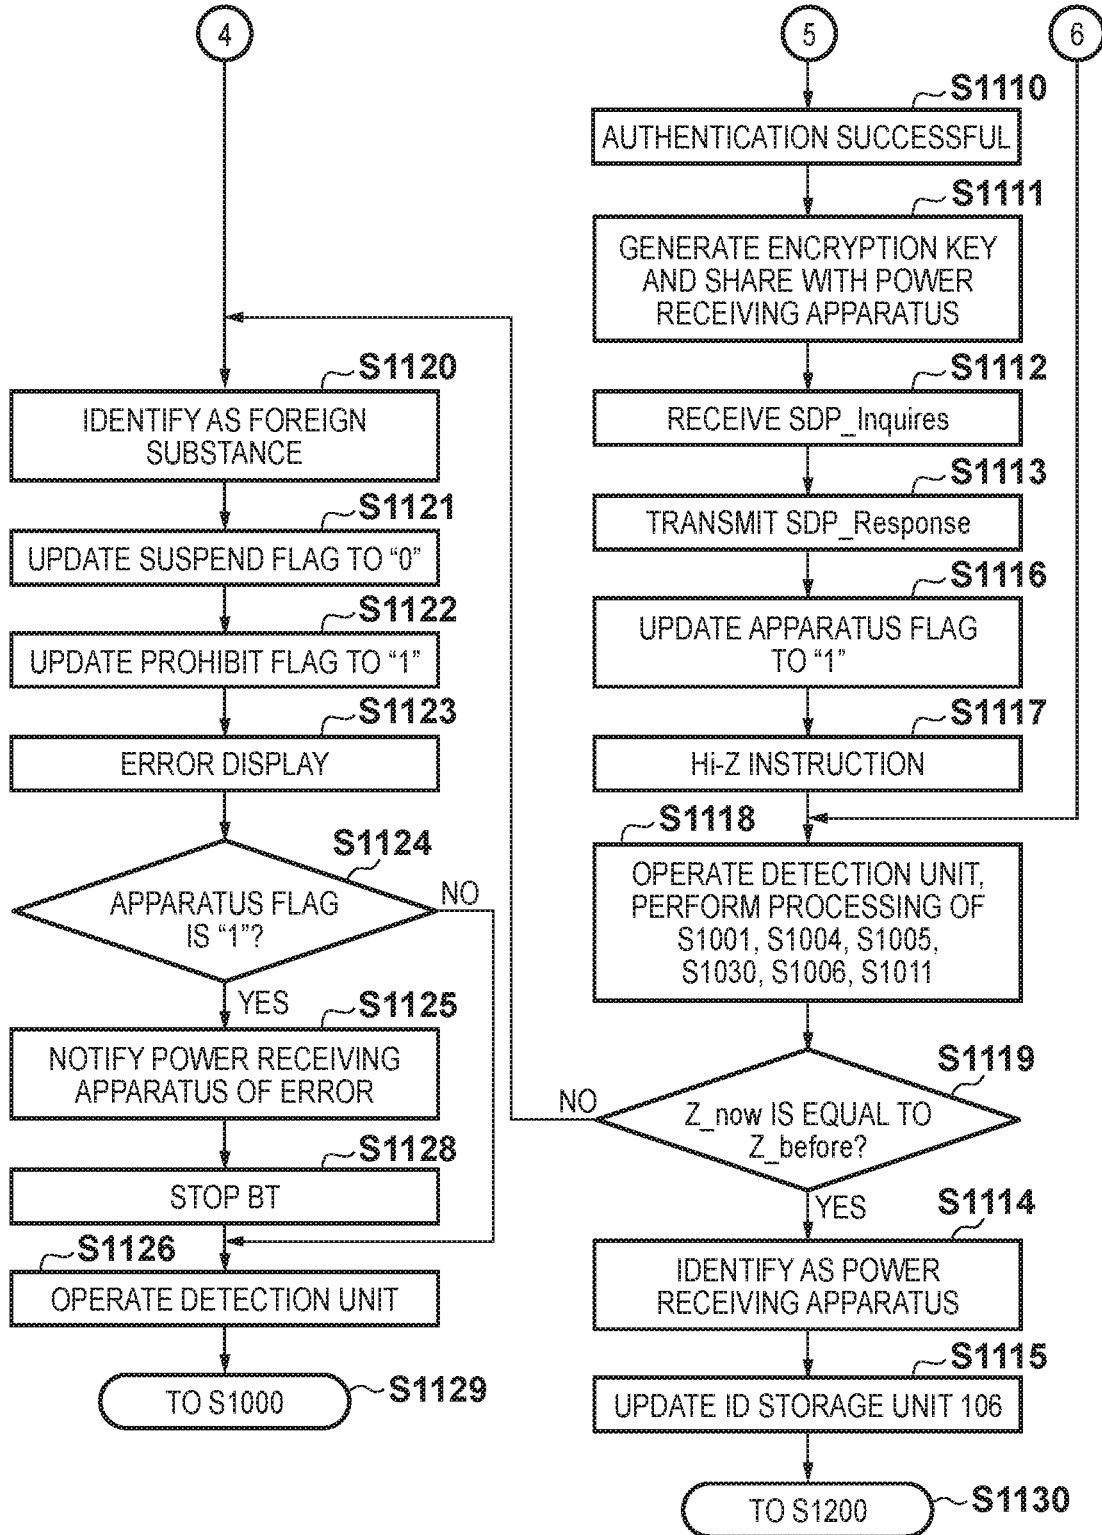 4
S1120
IDENTIFY AS FOREIGN
SUBSTANCE
S1121
UPDATE SUSPEND FLAG TO “0”
S1122
UPDATE PROHIBIT FLAG TO “1”
S1123
ERROR DISPLAY
S1124
APPARATUS FLAG
IS “1”?
NO
YES
S1125
NOTIFY POWER RECEIVING
APPARATUS OF ERROR
S1128
STOP BT
S1126
OPERATE DETECTION UNIT
TO S1000
S1129
5
6
S1110
AUTHENTICATION SUCCESSFUL
S1111
GENERATE ENCRYPTION KEY
AND SHARE WITH POWER
RECEIVING APPARATUS
S1112
RECEIVE SDP_Inquires
S1113
TRANSMIT SDP_Response
S1116
UPDATE APPARATUS FLAG
TO “1”
S1117
Hi-Z INSTRUCTION
S1118
OPERATE DETECTION UNIT,
PERFORM PROCESSING OF
S1001, S1004, S1005,
S1030, S1006, S1011
S1119
NO
Z_now IS EQUAL TO
Z_before?
YES
S1114
IDENTIFY AS POWER
RECEIVING APPARATUS
S1115
UPDATE ID STORAGE UNIT 106
TO S1200
S1130